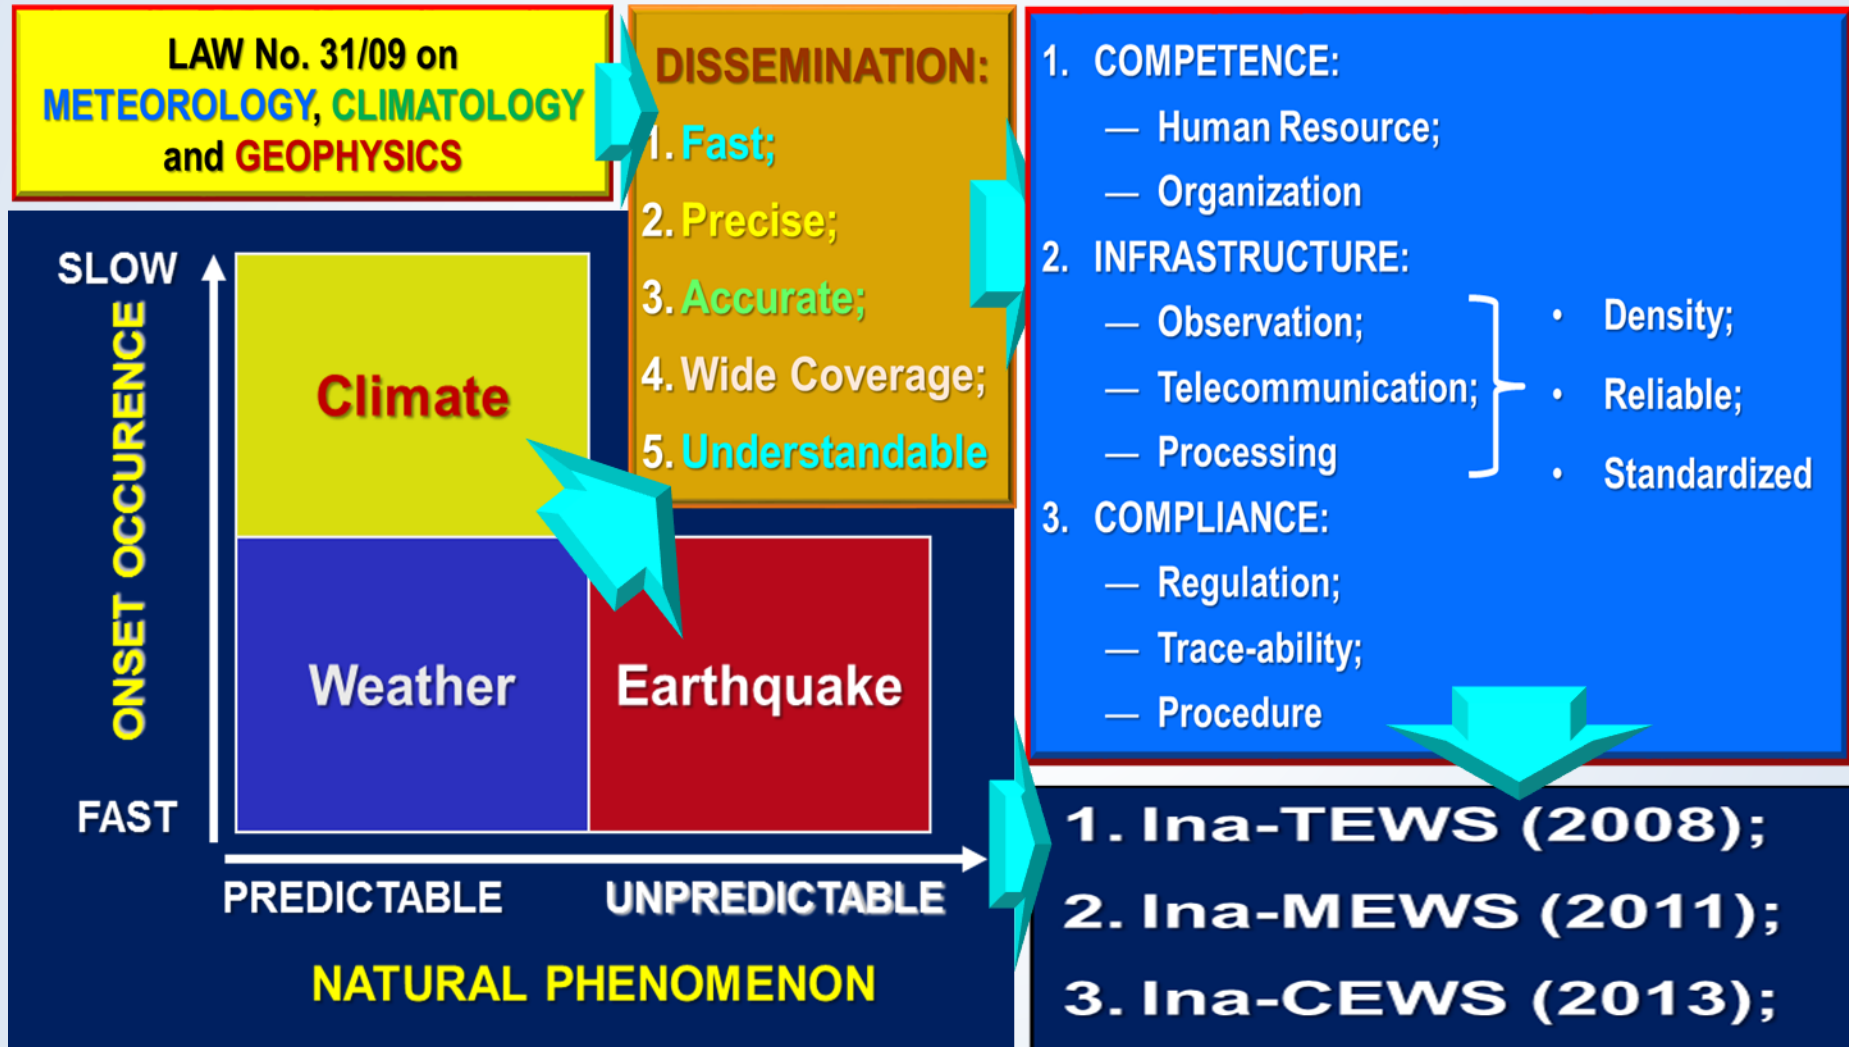 LAW No. 31/09 on
METEOROLOGY, CLIMATOLOGY
and GEOPHYSICS
DISSEMINATION:
1. Fast;
2. Precise;
3. Accurate;
4. Wide Coverage;
5. Understandable
1. COMPETENCE:
— Human Resource;
— Organization
2. INFRASTRUCTURE:
— Observation;
— Telecommunication;
— Processing
• Density;
• Reliable;
• Standardized
3. COMPLIANCE:
— Regulation;
— Trace-ability;
— Procedure
SLOW
ONSET OCCURENCE
FAST
Climate
Weather
Earthquake
PREDICTABLE
UNPREDICTABLE
NATURAL PHENOMENON
1. Ina-TEWS (2008);
2. Ina-MEWS (2011);
3. Ina-CEWS (2013);